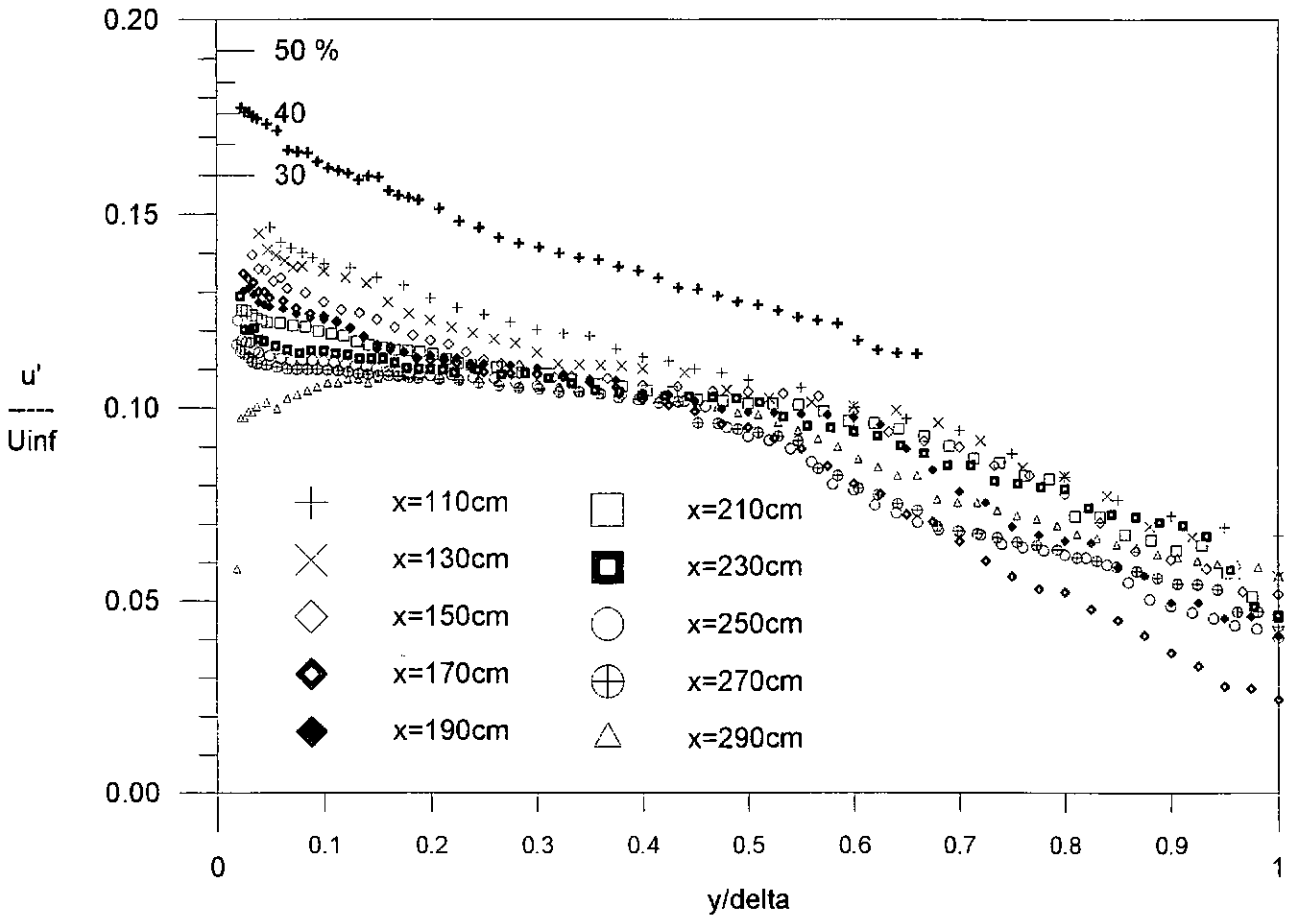 0.20
50 %
40
30
0.15
u'
-----
Uinf
0.10
x=110cm
x=210cm
x=130cm
x=230cm
0.05
x=150cm
x=250cm
x=170cm
x=270cm
x=190cm
x=290cm
0.00
0.1 0.2 0.3 0.4 0.5 0.6 0.7 0.8 0.9
0 1
y/delta